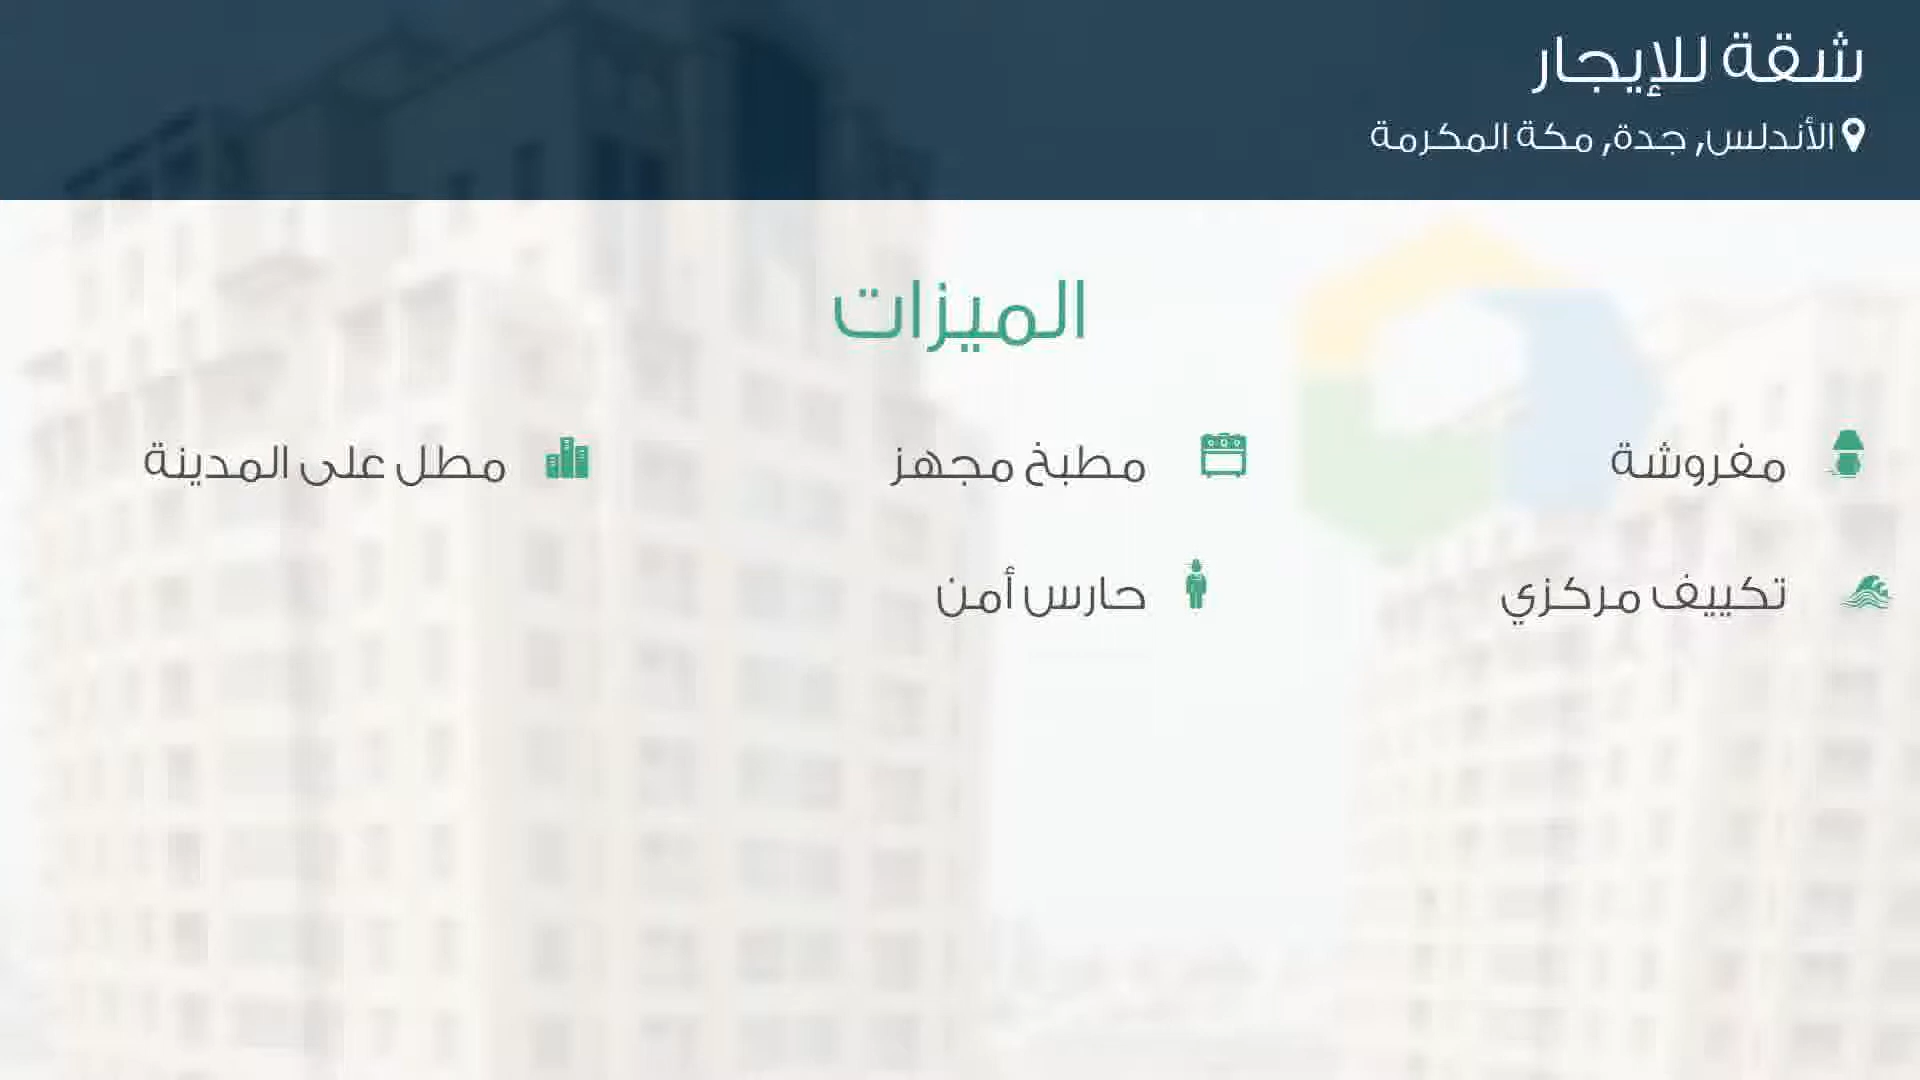 شقة للإيجار
الأندلس, جدة, مكة المكرمة
الميزات
مفروشة
مطبخ مجهز
مطل على المدينة
تكييف مركزي
حارس أمن